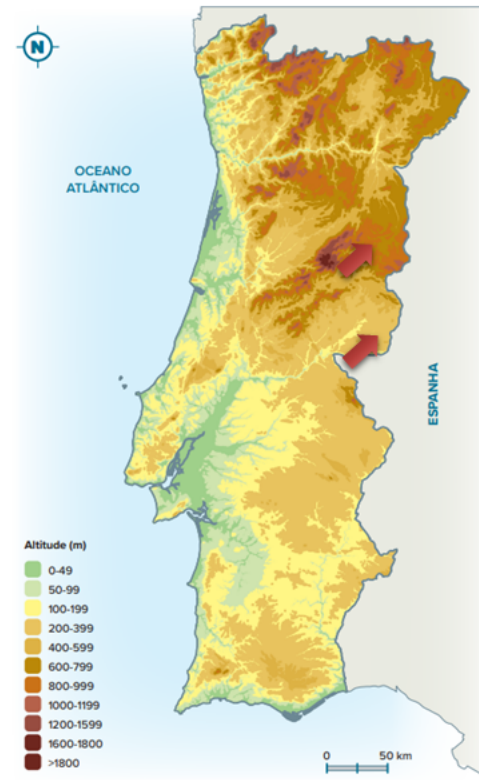 N
OCEANO
ATLÂNTICO
ESPANHA
Altitude (m)
0-49
50-99
100-199
200-399
400-599
600-799
800-999
1000-1199
1200-1599
1600-1800
>1800
0 50 km